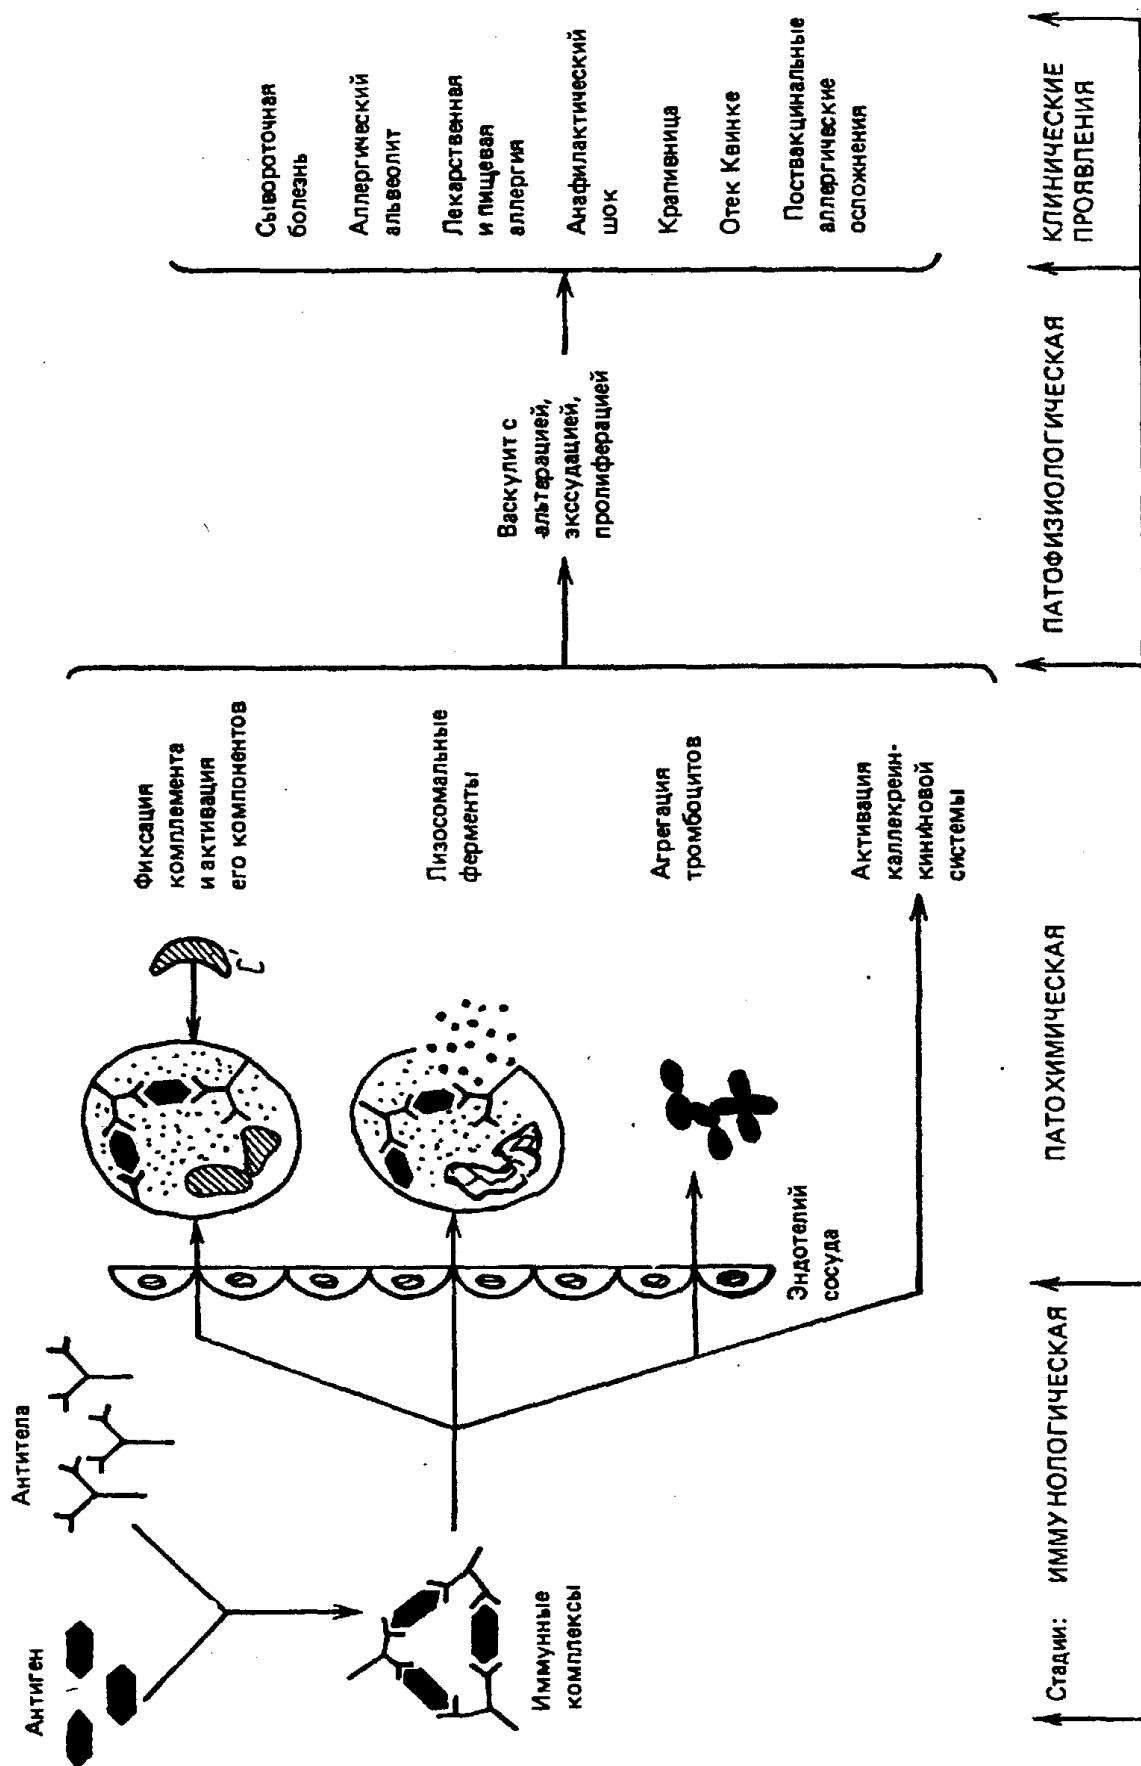 Антиген
Антитела
Иммунные
комплексы
Эндотелий
сосуда
Фиксация
комплемента
и активация
его компонентов
C'
Лизосомальные
ферменты
Агрегация
тромбоцитов
Активация
каллекреин-
кининовой
системы
Васкулит с
альтерацией,
экссудацией,
пролиферацией
Сывороточная
болезнь
Аллергический
альвеолит
Лекарственная
и пищевая
аллергия
Анафилактический
шок
Крапивница
Отек Квинке
Поствакцинальные
аллергические
осложнения
Стадии: ИММУНОЛОГИЧЕСКАЯ
ПАТОХИМИЧЕСКАЯ
ПАТОФИЗИОЛОГИЧЕСКАЯ
КЛИНИЧЕСКИЕ
ПРОЯВЛЕНИЯ